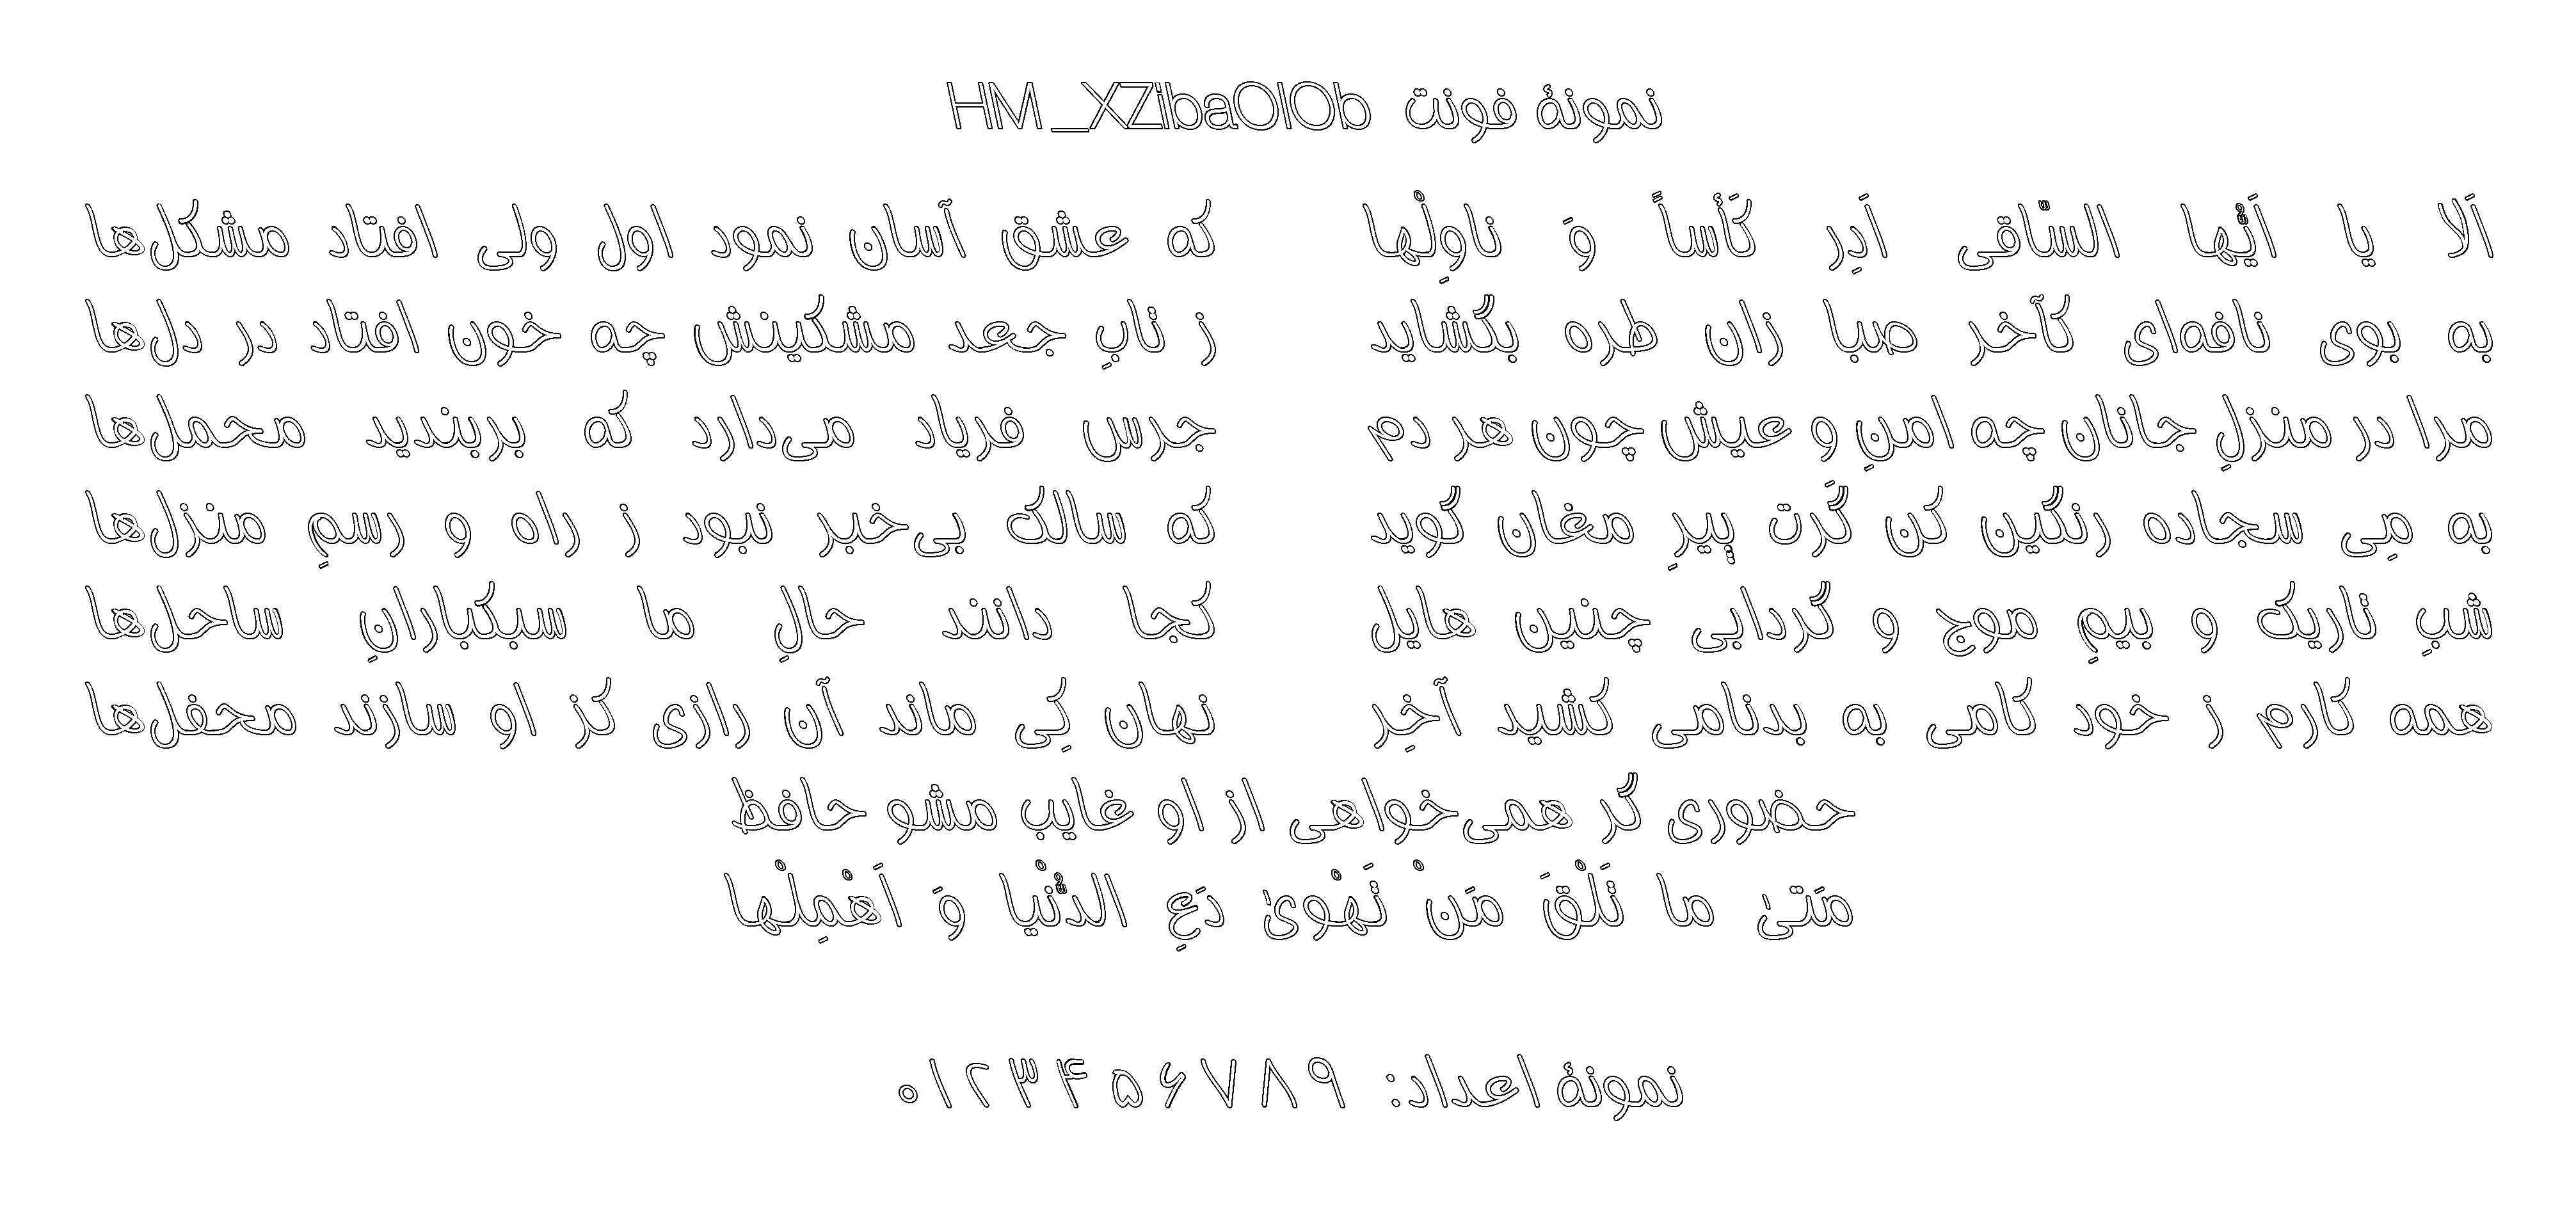 نمونهٔ فونت HM_XZibaOlOb
اَلا یا اَیُّها السّاقی اَدِر کَأساً وَ ناوِلْها که عشق آسان نمود اول ولی افتاد مشکل‌ها
به بوی نافه‌ای کآخر صبا زان طره بگشاید ز تابِ جعد مشکینش چه خون افتاد در دل‌ها
مرا در منزلِ جانان چه امنِ و عیش چون هر دم جرس فریاد می‌دارد که بربندید محمل‌ها
به مِی سجاده رنگین کن گَرت پیرِ مغان گوید که سالک بی‌خبر نبود ز راه و رسمِ منزل‌ها
شبِ تاریک و بیمِ موج و گردابی چنین هایل کجا دانند حالِ ما سبکبارانِ ساحل‌ها
همه کارم ز خود کامی به بدنامی کشید آخِر نهان کِی ماند آن رازی کز او سازند محفل‌ها
حضوری گر همی‌خواهی از او غایب مشو حافظ
مَتیٰ ما تَلْقَ مَنْ تَهْویٰ دَعِ الدُّنْیا وَ اَهْمِلْها
نمونهٔ اعداد: ۰۱۲۳۴۵۶۷۸۹